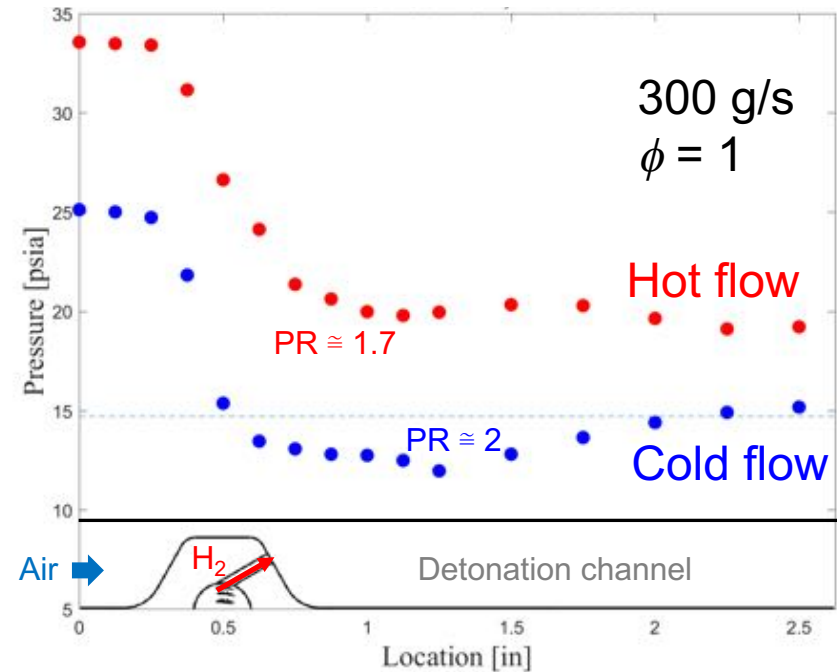 35
30
25
20
15
10
5
Pressure [psia]
300 g/s
ϕ = 1
Hot flow
PR ≅ 1.7
PR ≅ 2
Cold flow
Air
H₂
Detonation channel
0
0.5
1
1.5
2
2.5
Location [in]